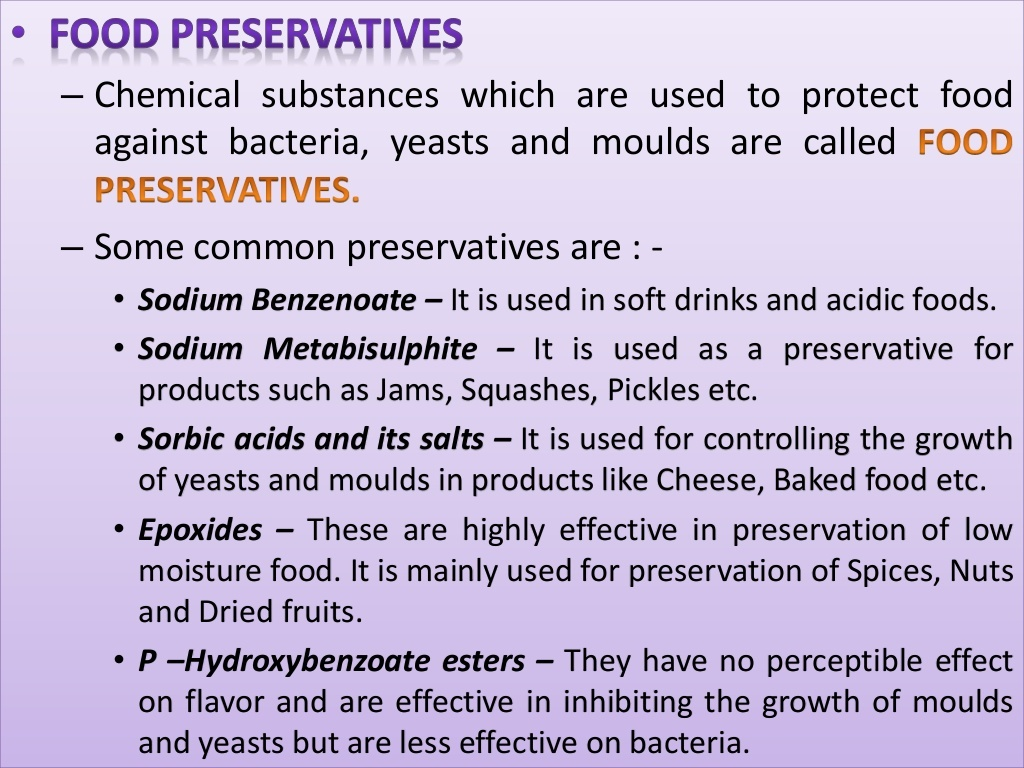 • FOOD PRESERVATIVES
– Chemical substances which are used to protect food
against bacteria, yeasts and moulds are called FOOD
PRESERVATIVES.
– Some common preservatives are : -
• Sodium Benzenoate – It is used in soft drinks and acidic foods.
• Sodium Metabisulphite – It is used as a preservative for
products such as Jams, Squashes, Pickles etc.
• Sorbic acids and its salts – It is used for controlling the growth
of yeasts and moulds in products like Cheese, Baked food etc.
• Epoxides – These are highly effective in preservation of low
moisture food. It is mainly used for preservation of Spices, Nuts
and Dried fruits.
• P –Hydroxybenzoate esters – They have no perceptible effect
on flavor and are effective in inhibiting the growth of moulds
and yeasts but are less effective on bacteria.